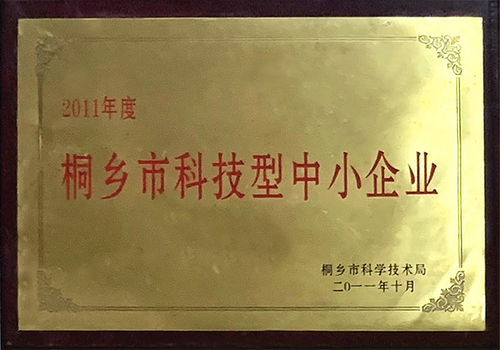 2011年度
桐乡市科技型中小企业
桐乡市科学技术局
二〇一一年十月